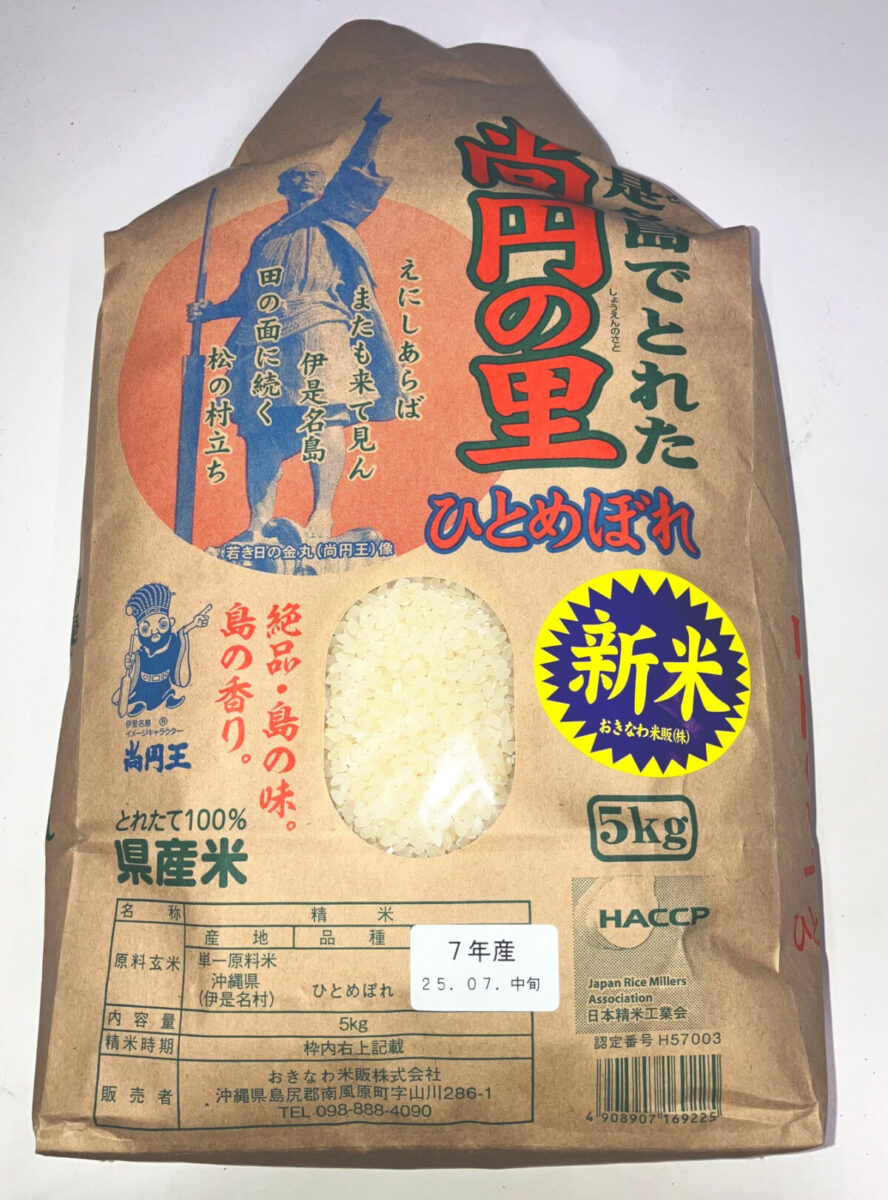 是島でとれた
尚円の里
しょうえんのさと
ひとめぼれ
えにしあらば
またも来て見ん
伊是名島
田の面に続く
松の村立ち
若き日の金丸(尚円王)像
絶品・島の味。
島の香り。
新米
おきなわ米販(株)
伊是名島 ®
イメージキャラクター
尚円王
とれたて100%
県産米
5kg
名称 精米
原料玄米 産地 品種 7年産
単一原料米
沖縄県
(伊是名村) ひとめぼれ 25.07.中旬
内容量 5kg
精米時期 枠内右上記載
販売者 おきなわ米販株式会社
沖縄県島尻郡南風原町字山川286-1
TEL 098-888-4090
HACCP
Japan Rice Millers
Association
日本精米工業会
認定番号 H57003
4 908907 169225